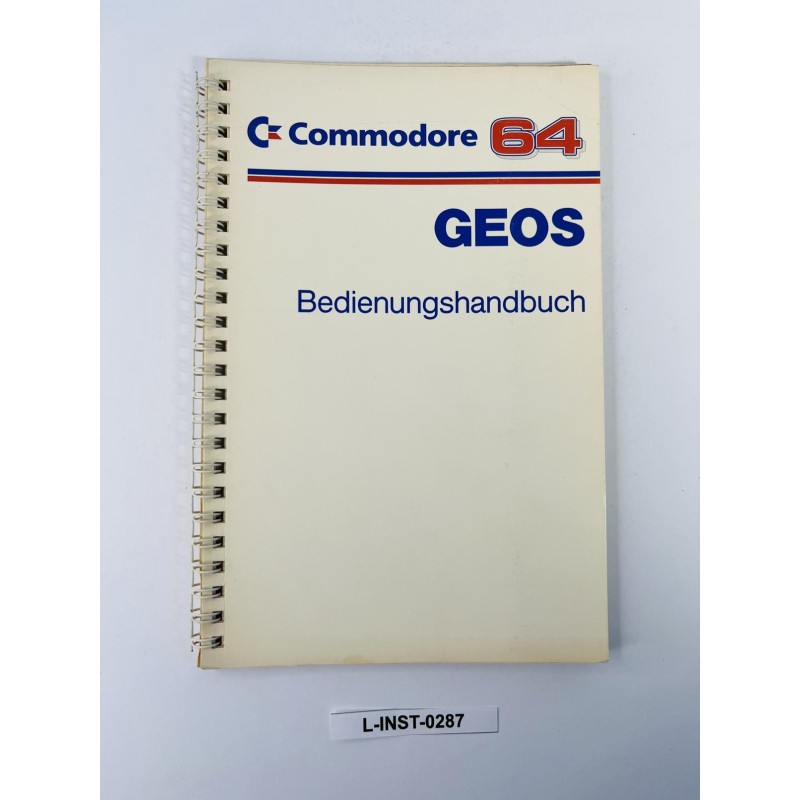 Commodore 64
GEOS
Bedienungshandbuch
L-INST-0287